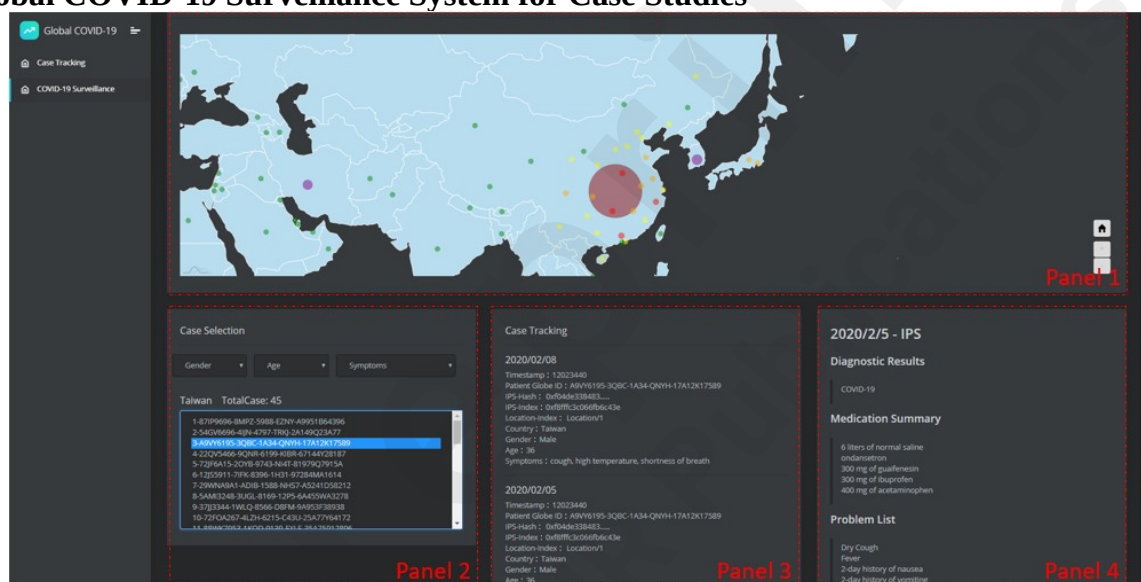 obal COVID-19 Surveillance System for Case Studies
Global COVID-19
Case Tracking
COVID-19 Surveillance
Panel 1
Case Selection
Gender
Age
Symptoms
Taiwan TotalCase: 45
1-87IP9696-8MPZ-5988-EZNY-A9951B64396
2-54GV6696-4IJN-4797-TRKJ-2A149Q23A77
3-A9VY6195-3QBC-1A34-QNYH-17A12K17589
4-22QV5466-9QNR-6199-KIBR-67144Y28187
5-72JF6A15-2OYB-9743-NI4T-81979Q7915A
6-12JS5911-7IFK-8396-1H31-97284MA1614
7-29WNA9A1-ADIB-1588-NHS7-A5241D58212
8-5AMI3248-3UGL-8169-12P5-6A455WA3278
9-37JJ3344-1WLQ-8566-D8FM-9A953F38938
10-72FOA267-4LZH-6215-C43U-25A77Y64172
Panel 2
Case Tracking
2020/02/08
Timestamp : 12023440
Patient Globe ID : A9VY6195-3QBC-1A34-QNYH-17A12K17589
IPS-Hash : 0xf04de338483.....
IPS-Index : 0xf8fffc3c066fb6c43e
Location-Index : Location/1
Country : Taiwan
Gender : Male
Age : 36
Symptoms : cough, high temperature, shortness of breath
2020/02/05
Timestamp : 12023440
Patient Globe ID : A9VY6195-3QBC-1A34-QNYH-17A12K17589
IPS-Hash : 0xf04de338483.....
IPS-Index : 0xf8fffc3c066fb6c43e
Location-Index : Location/1
Country : Taiwan
Gender : Male
Age : 36
Panel 3
2020/2/5 - IPS
Diagnostic Results
COVID-19
Medication Summary
6 liters of normal saline
ondansetron
300 mg of guaifenesin
300 mg of ibuprofen
400 mg of acetaminophen
Problem List
Dry Cough
Fever
2-day history of nausea
2-day history of vomiting
Panel 4